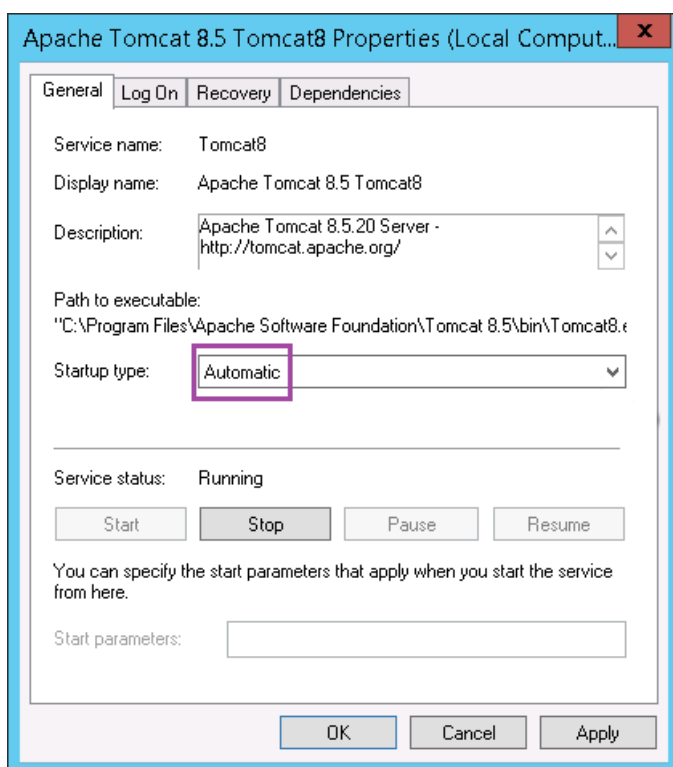 Apache Tomcat 8.5 Tomcat8 Properties (Local Comput... x
General Log On Recovery Dependencies
Service name: Tomcat8
Display name: Apache Tomcat 8.5 Tomcat8
Description: Apache Tomcat 8.5.20 Server -
http://tomcat.apache.org/
Path to executable:
"C:\Program Files\Apache Software Foundation\Tomcat 8.5\bin\Tomcat8.e
Startup type: Automatic
Service status: Running
Start Stop Pause Resume
You can specify the start parameters that apply when you start the service
from here.
Start parameters:
OK Cancel Apply